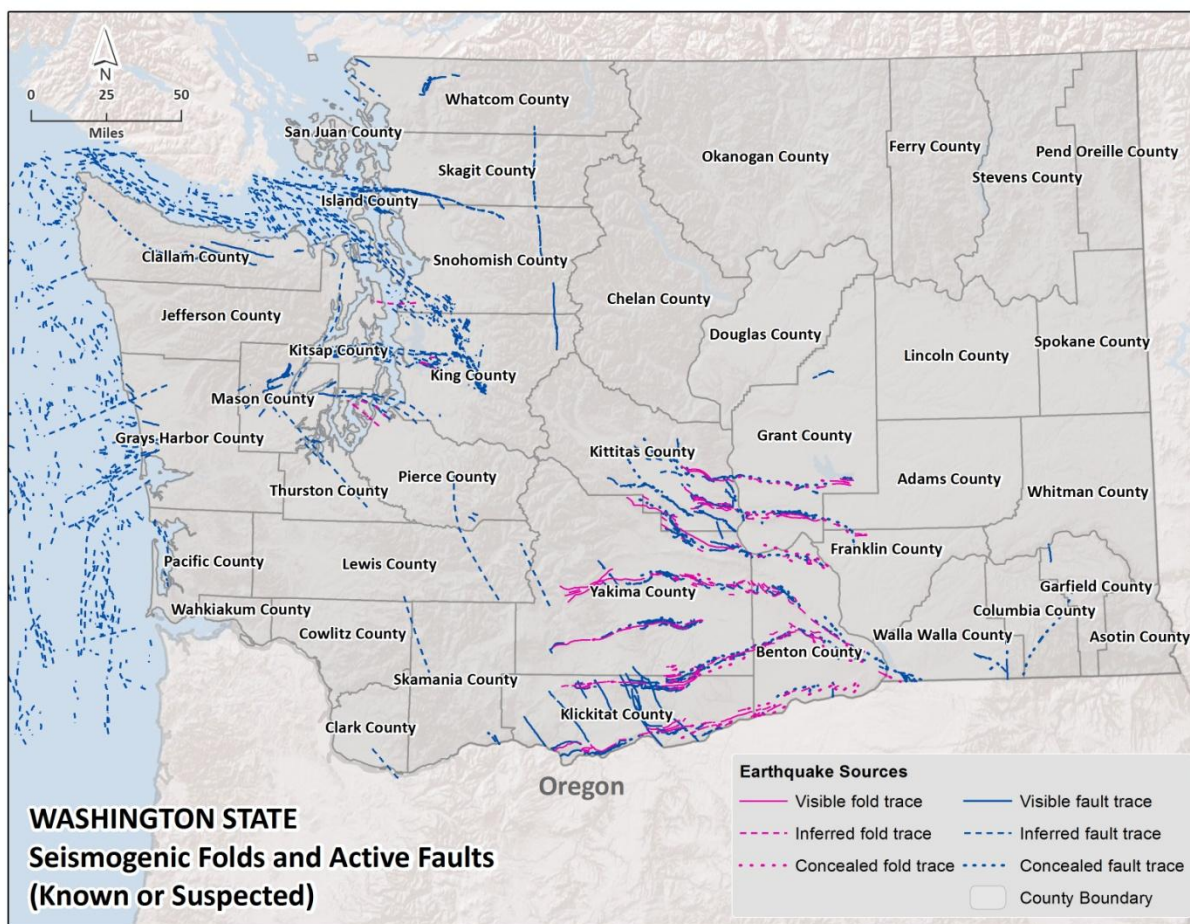 N
0 25 50
Miles
Whatcom County
San Juan County
Skagit County
Okanogan County
Ferry County
Pend Oreille County
Stevens County
Island County
Clallam County
Snohomish County
Chelan County
Jefferson County
Douglas County
Kitsap County
Lincoln County
Spokane County
King County
Mason County
Grays Harbor County
Grant County
Kittitas County
Pierce County
Adams County
Thurston County
Whitman County
Pacific County
Lewis County
Franklin County
Yakima County
Garfield County
Wahkiakum County
Columbia County
Cowlitz County
Walla Walla County
Asotin County
Benton County
Skamania County
Klickitat County
Clark County
Oregon
WASHINGTON STATE
Seismogenic Folds and Active Faults
(Known or Suspected)
Earthquake Sources
Visible fold trace
Visible fault trace
Inferred fold trace
Inferred fault trace
Concealed fold trace
Concealed fault trace
County Boundary